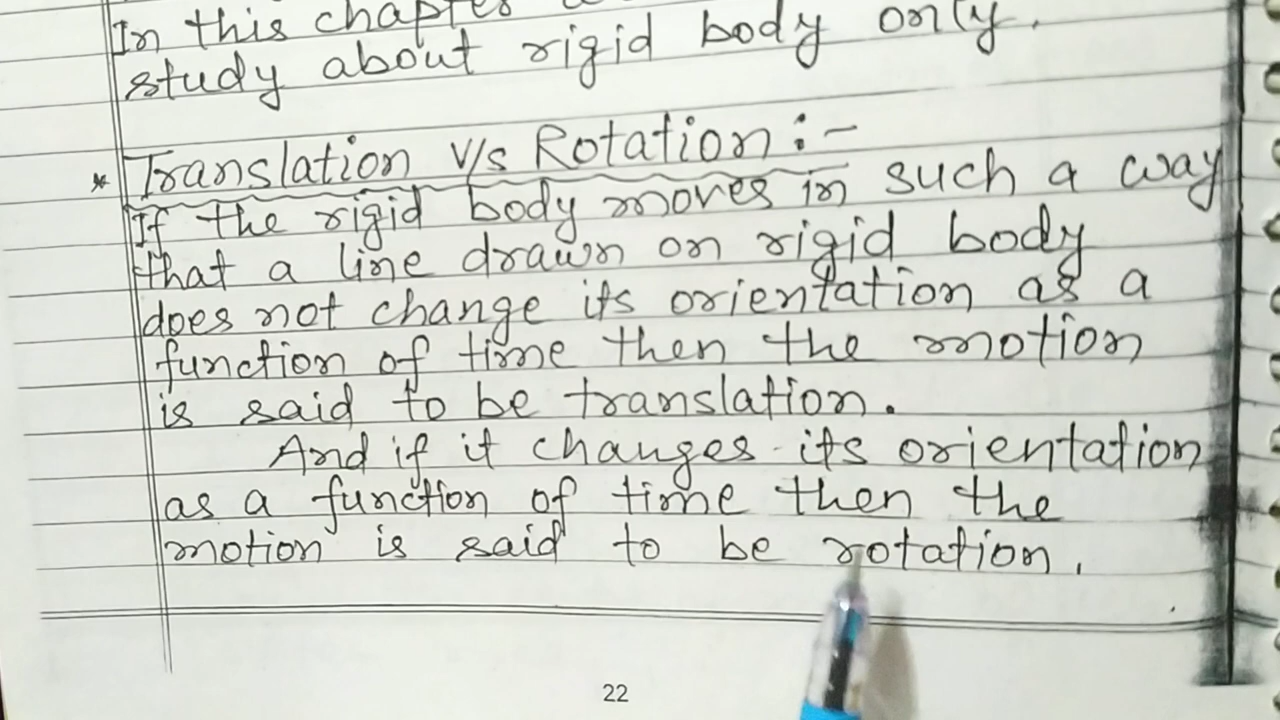 In this chapter
study about rigid body only.
* Translation v/s Rotation :-
If the rigid body moves in such a way
that a line drawn on rigid body
does not change its orientation as a
function of time then the motion
is said to be translation.
And if it changes its orientation
as a function of time then the
motion is said to be rotation.
22